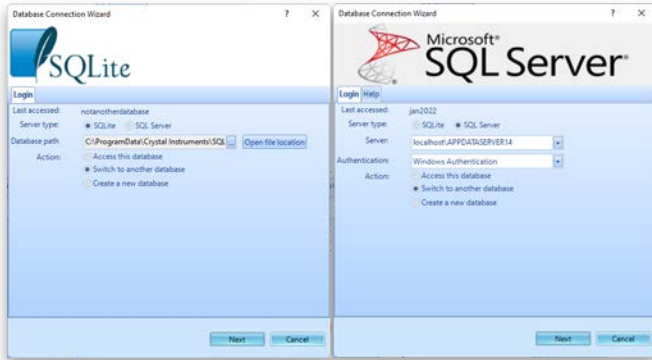 Database Connection Wizard
SQLite
Login
Last accessed: notanotherdatabase
Server type: SQLite SQL Server
Database path C:\ProgramData\Crystal Instruments\SQL ... Open file location
Action: Access this database
Switch to another database
Create a new database
Next Cancel
Database Connection Wizard
Microsoft®
SQL Server®
Login Help
Last accessed: jan2022
Server type: SQLite SQL Server
Server: localhost\APPDATASERVER14
Authentication: Windows Authentication
Action: Access this database
Switch to another database
Create a new database
Next Cancel